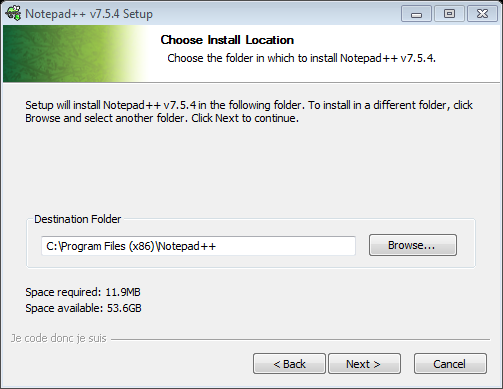 Notepad++ v7.5.4 Setup
Choose Install Location
Choose the folder in which to install Notepad++ v7.5.4.
Setup will install Notepad++ v7.5.4 in the following folder. To install in a different folder, click
Browse and select another folder. Click Next to continue.
Destination Folder
C:\Program Files (x86)\Notepad++
Browse...
Space required: 11.9MB
Space available: 53.6GB
Je code donc je suis
< Back
Next >
Cancel